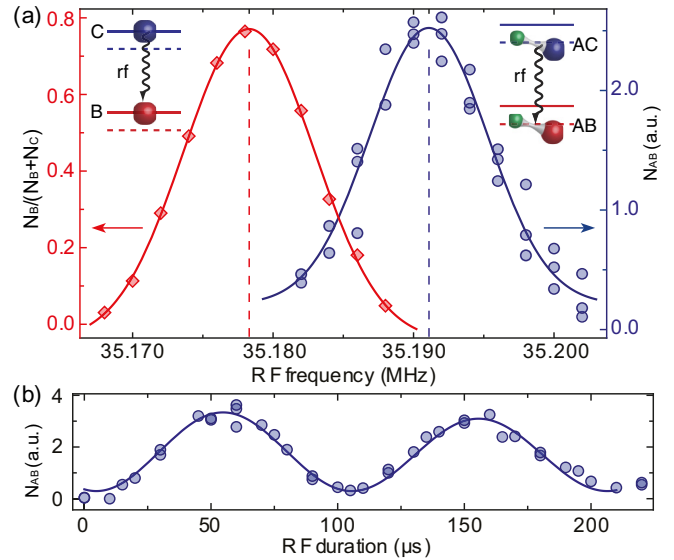 (a)
0.8
0.6
0.4
0.2
0.0
N_B/(N_B+N_C)
C
rf
B
AC
rf
AB
2.0
1.0
0.0
N_AB (a.u.)
35.170
35.180
35.190
35.200
RF frequency (MHz)
(b)
4
2
0
N_AB (a.u.)
0
50
100
150
200
RF duration (µs)